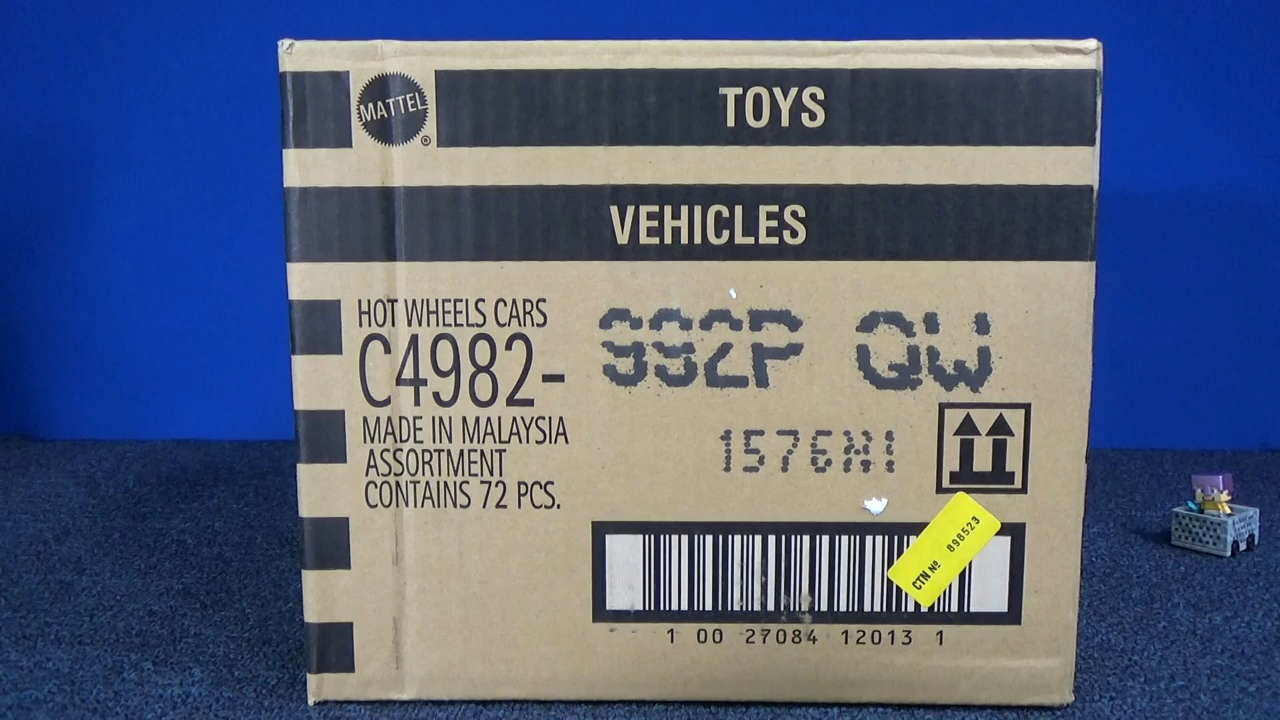 MATTEL
®
TOYS
VEHICLES
HOT WHEELS CARS
C4982- 992P QW
MADE IN MALAYSIA
ASSORTMENT
CONTAINS 72 PCS.
CTN Nº 898523
1 00 27084 12013 1